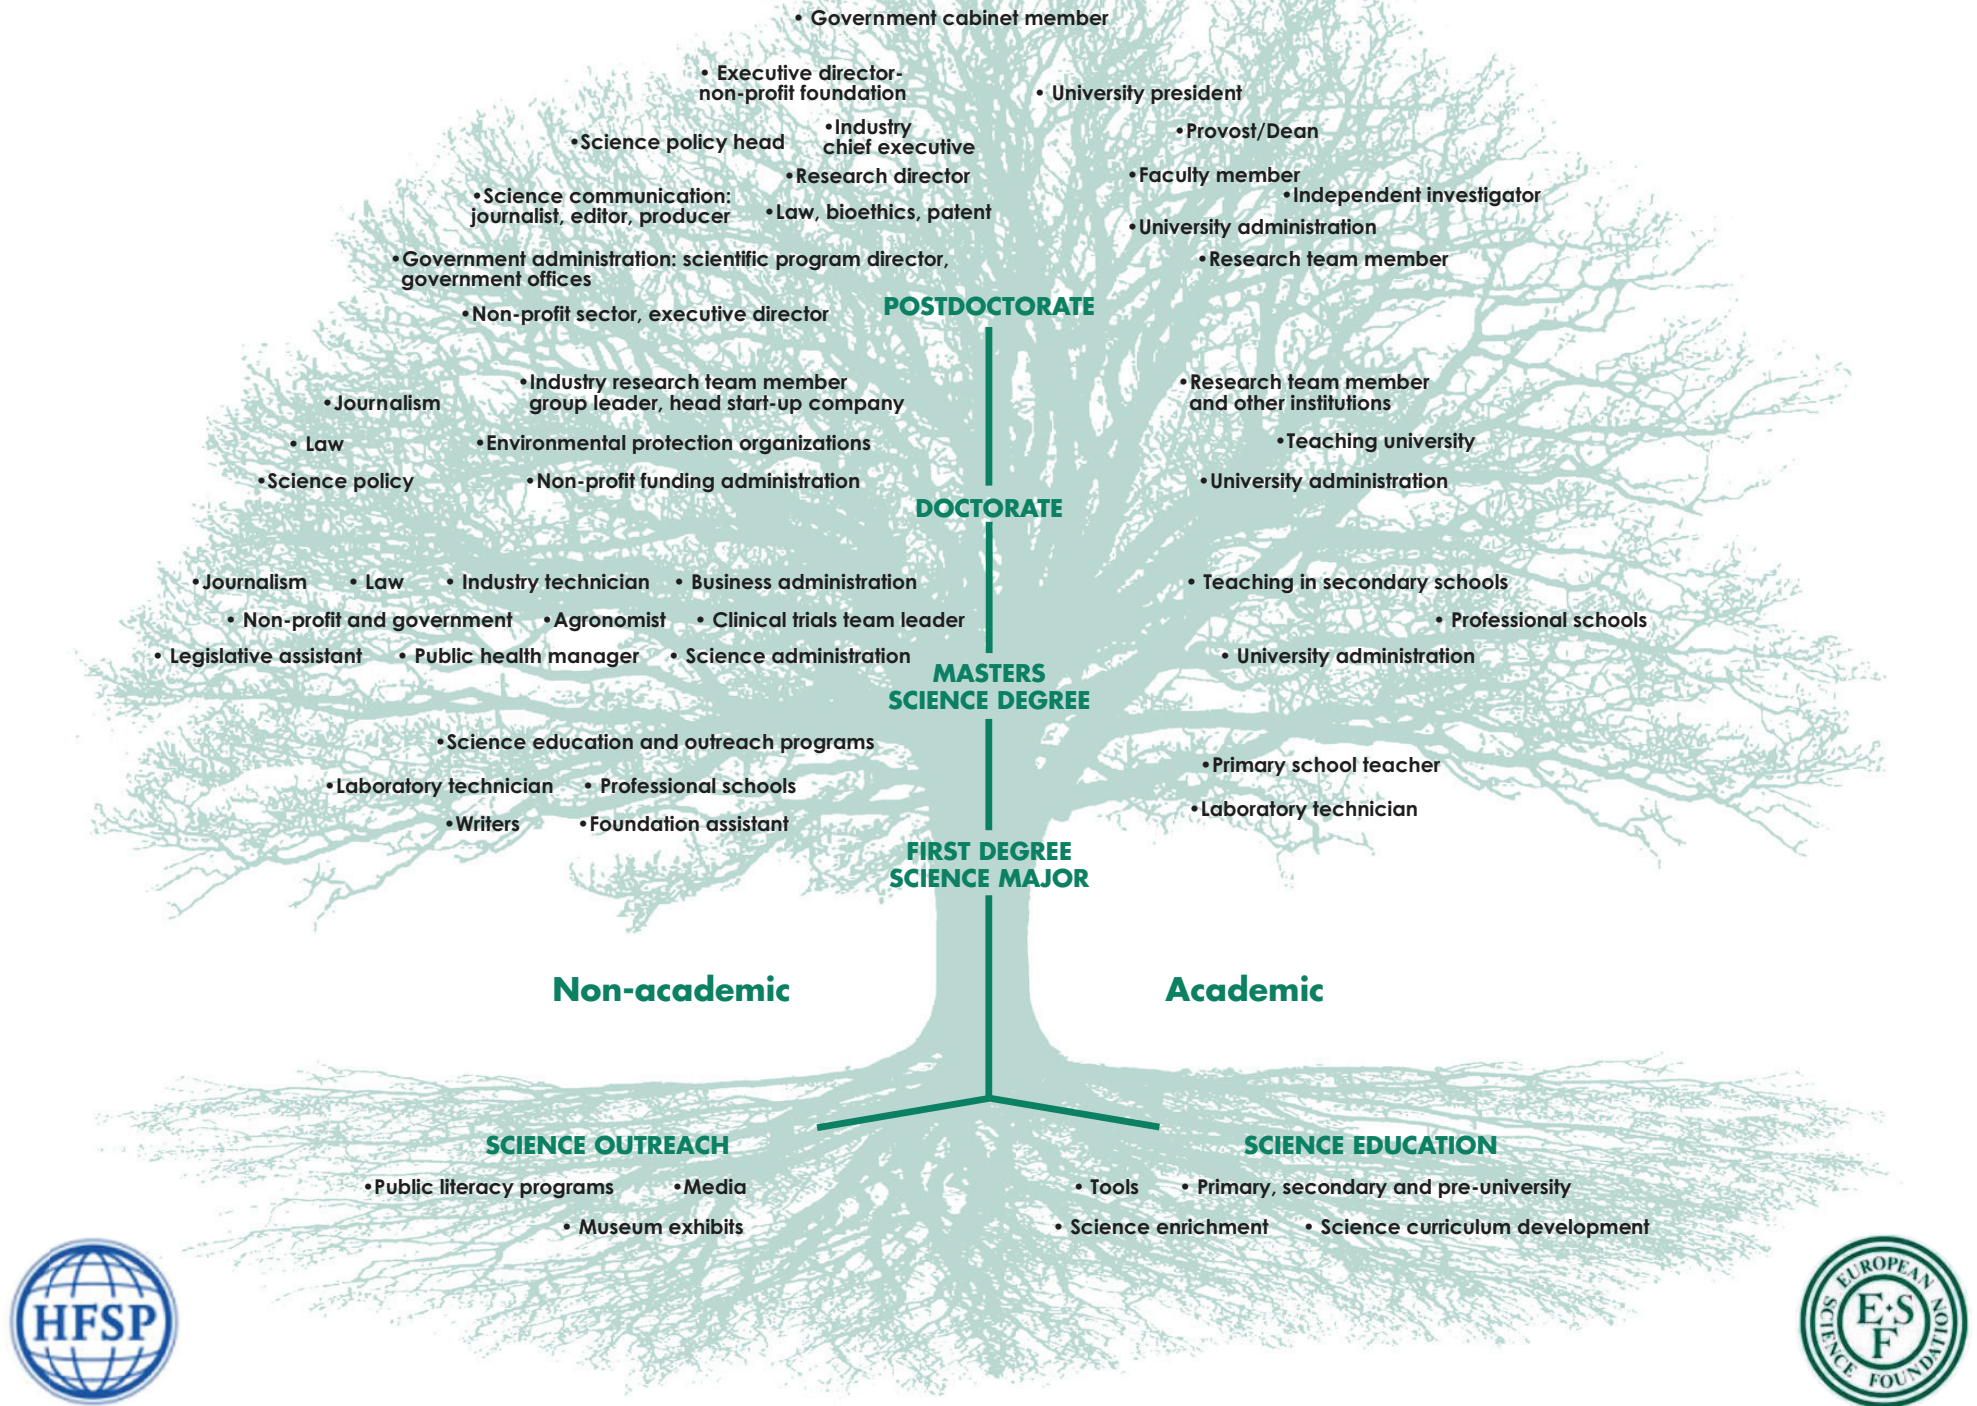 • Government cabinet member
• Executive director-
non-profit foundation
• University president
•Industry
chief executive
•Provost/Dean
•Science policy head
•Research director
•Faculty member
•Science communication:
journalist, editor, producer
•Independent investigator
•Law, bioethics, patent
•University administration
•Government administration: scientific program director,
government offices
•Research team member
•Non-profit sector, executive director
POSTDOCTORATE
•Industry research team member
group leader, head start-up company
•Research team member
and other institutions
•Journalism
• Law
•Environmental protection organizations
•Teaching university
•Science policy
•Non-profit funding administration
•University administration
DOCTORATE
•Journalism • Law • Industry technician • Business administration
• Teaching in secondary schools
• Non-profit and government •Agronomist • Clinical trials team leader
• Professional schools
• Legislative assistant • Public health manager • Science administration
• University administration
MASTERS
SCIENCE DEGREE
•Science education and outreach programs
•Primary school teacher
•Laboratory technician • Professional schools
•Laboratory technician
•Writers •Foundation assistant
FIRST DEGREE
SCIENCE MAJOR
Non-academic
Academic
SCIENCE OUTREACH
•Public literacy programs •Media
• Museum exhibits
SCIENCE EDUCATION
• Tools • Primary, secondary and pre-university
• Science enrichment • Science curriculum development
HFSP
EUROPEAN
SCIENCE
FOUNDATION
E·S
F